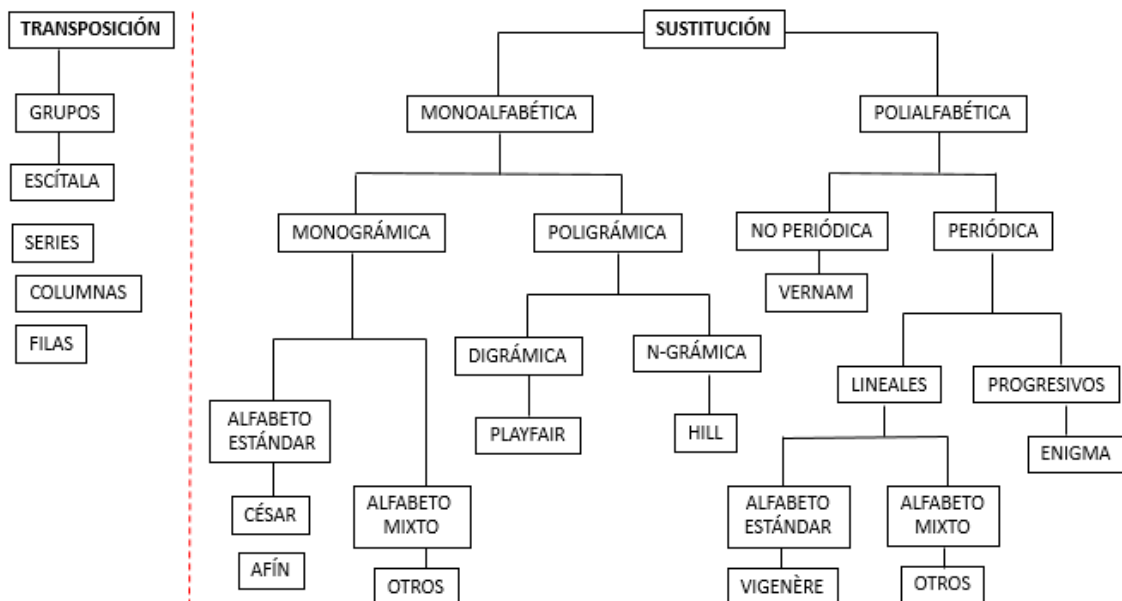 TRANSPOSICIÓN
GRUPOS
ESCÍTALA
SERIES
COLUMNAS
FILAS
SUSTITUCIÓN
MONOALFABÉTICA
POLIALFABÉTICA
MONOGRÁMICA
POLIGRÁMICA
NO PERIÓDICA
PERIÓDICA
VERNAM
DIGRÁMICA
N-GRÁMICA
LINEALES
PROGRESIVOS
ALFABETO
ESTÁNDAR
PLAYFAIR
HILL
ENIGMA
CÉSAR
ALFABETO
MIXTO
ALFABETO
ESTÁNDAR
ALFABETO
MIXTO
AFÍN
OTROS
VIGENÈRE
OTROS